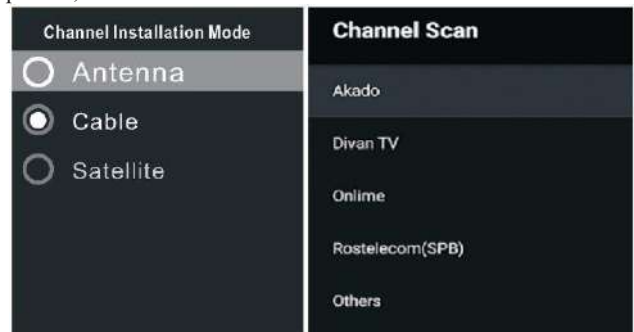 Channel Installation Mode
Antenna
Cable
Satellite
Channel Scan
Akado
Divan TV
Onlime
Rostelecom(SPB)
Others